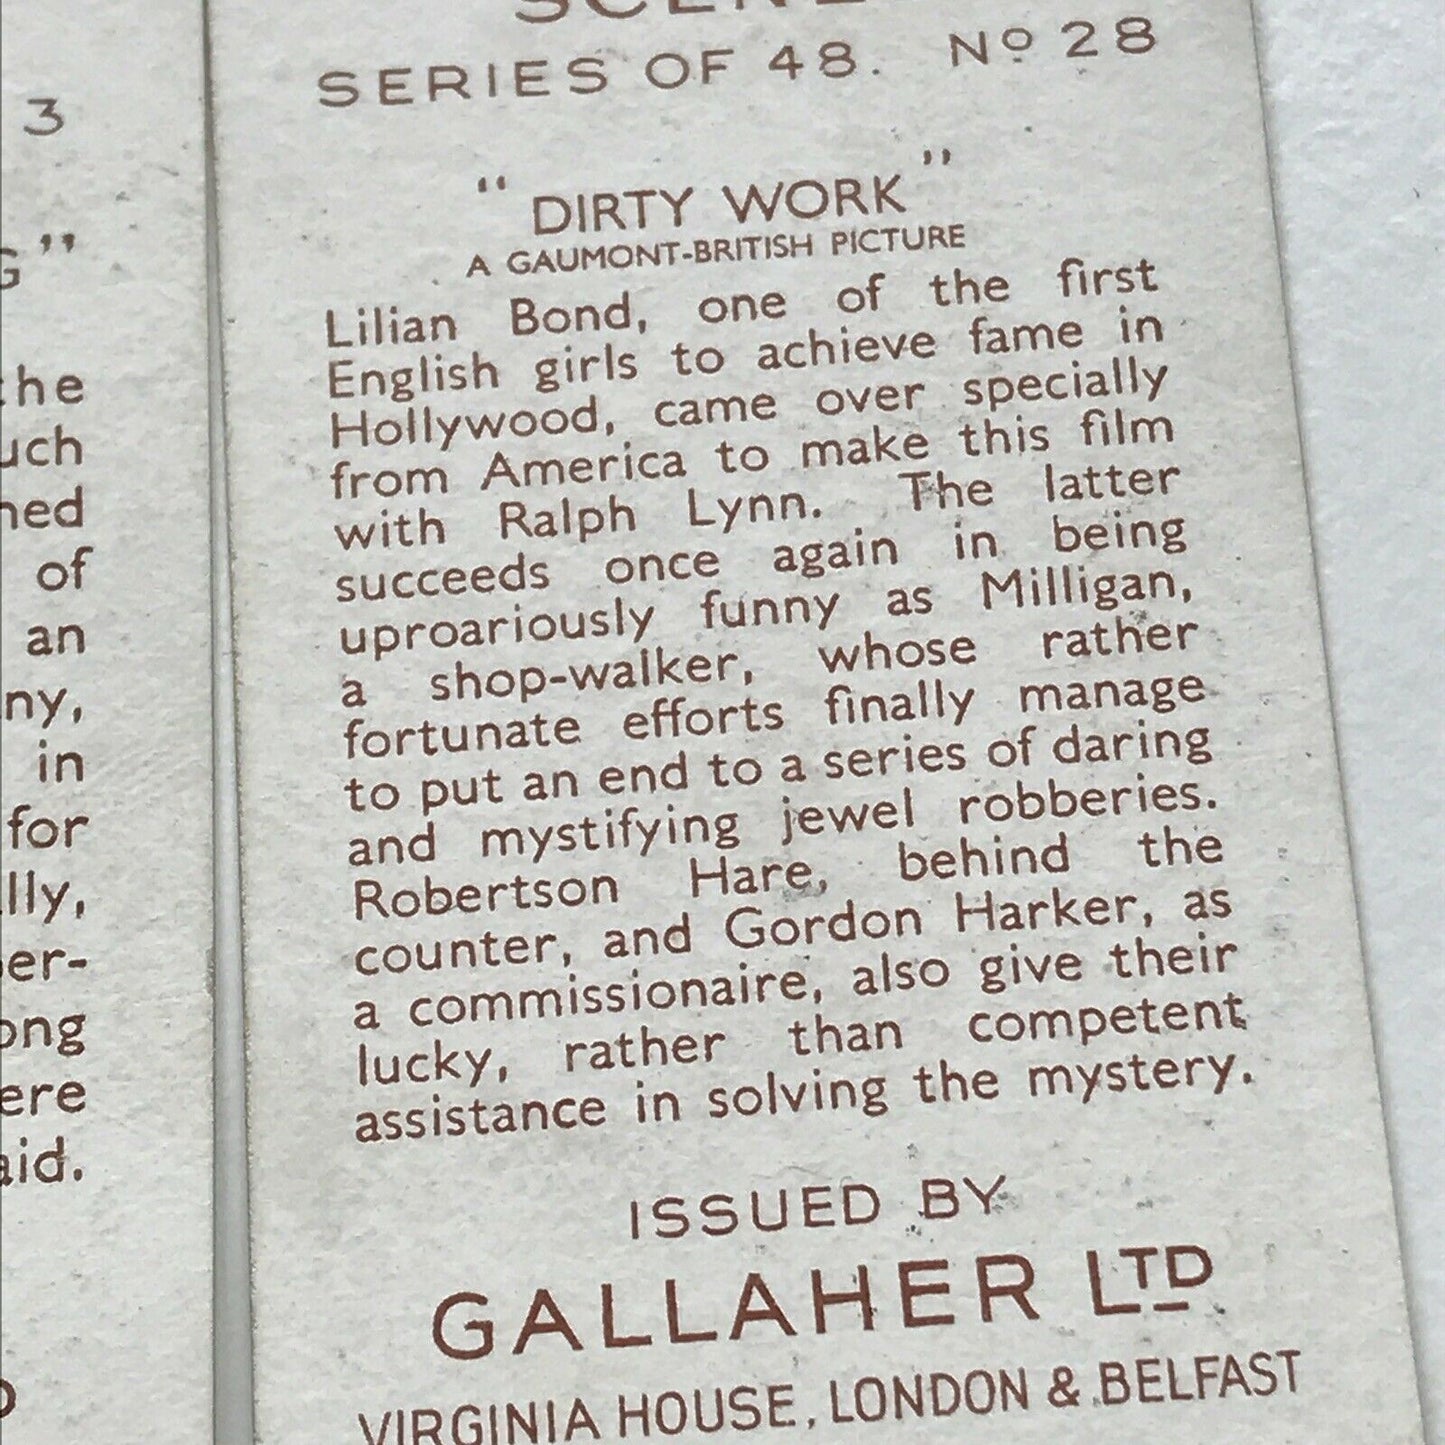 SERIES OF 48. Nº 28
"DIRTY WORK"
A GAUMONT-BRITISH PICTURE
Lilian Bond, one of the first
English girls to achieve fame in
Hollywood, came over specially
from America to make this film
with Ralph Lynn. The latter
succeeds once again in being
uproariously funny as Milligan,
a shop-walker, whose rather
fortunate efforts finally manage
to put an end to a series of daring
and mystifying jewel robberies.
Robertson Hare, behind the
counter, and Gordon Harker, as
a commissionaire, also give their
lucky, rather than competent
assistance in solving the mystery.
ISSUED BY
GALLAHER LTD
VIRGINIA HOUSE, LONDON & BELFAST
3
of
an
in
for